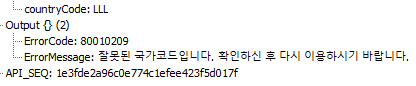 countryCode: LLL
Output {} (2)
ErrorCode: 80010209
ErrorMessage: 잘못된 국가코드입니다. 확인하신 후 다시 이용하시기 바랍니다.
API_SEQ: 1e3fde2a96c0e774c1efee423f5d017f